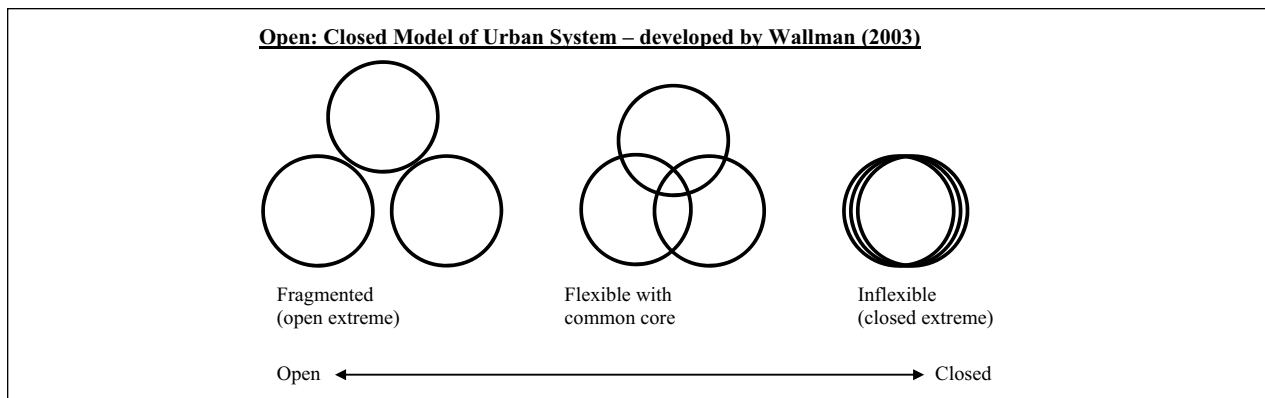 Open: Closed Model of Urban System – developed by Wallman (2003)
Fragmented
(open extreme)
Flexible with
common core
Inflexible
(closed extreme)
Open
Closed